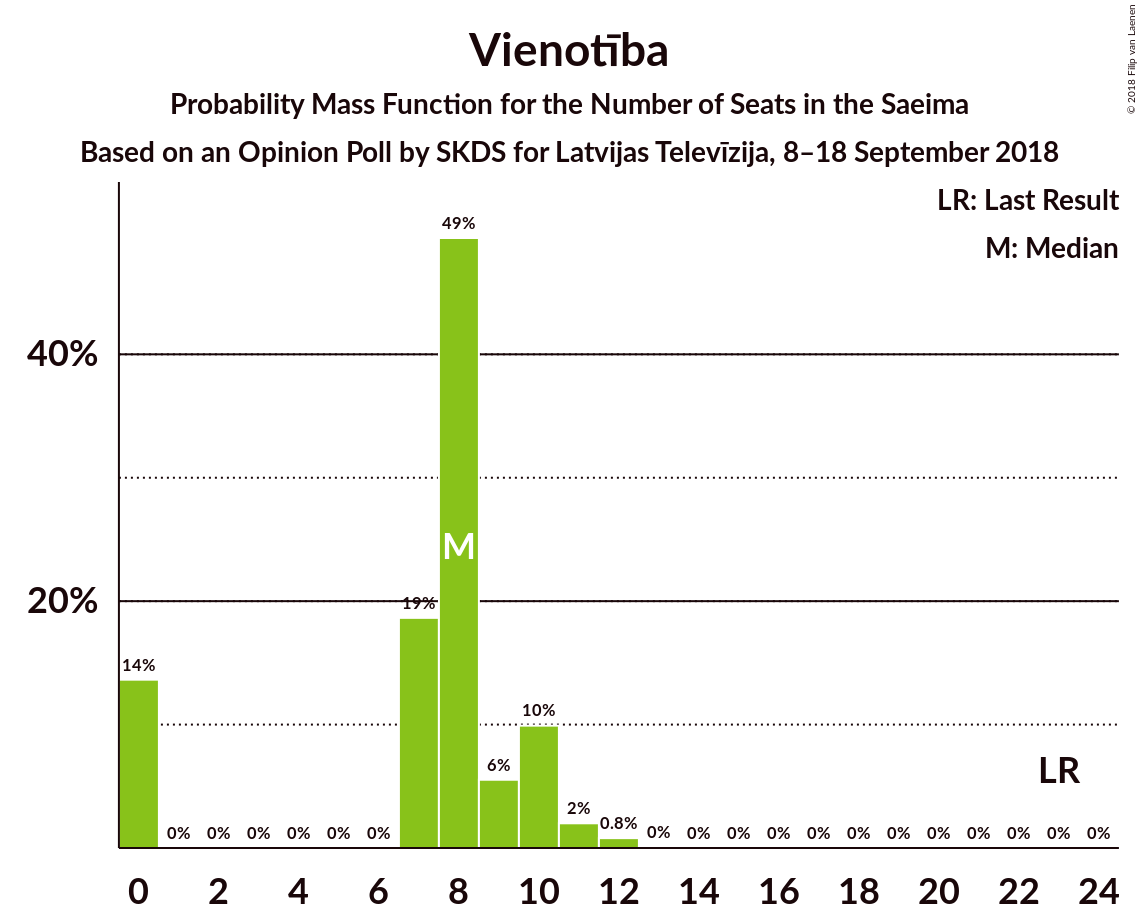 Vienotība
Probability Mass Function for the Number of Seats in the Saeima
Based on an Opinion Poll by SKDS for Latvijas Televīzija, 8–18 September 2018
© 2018 Filip van Laenen
LR: Last Result
M: Median
49%
40%
M
20%
19%
14%
10%
LR
6%
2%
0.8%
0% 0% 0% 0% 0% 0% 0% 0% 0% 0% 0% 0% 0% 0% 0% 0% 0% 0%
0 2 4 6 8 10 12 14 16 18 20 22 24